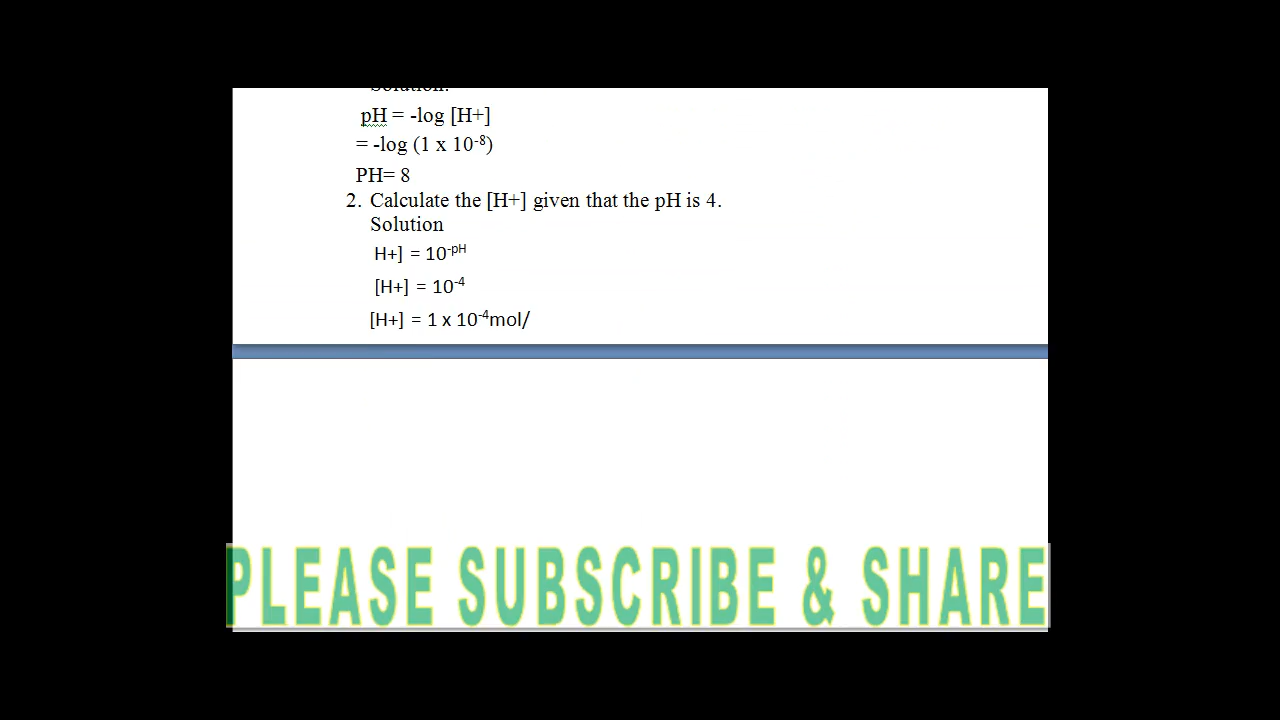 Solution.
pH = -log [H+]
= -log (1 x 10⁻⁸)
PH= 8
2. Calculate the [H+] given that the pH is 4.
Solution
H+] = 10⁻ᵖᴴ
[H+] = 10⁻⁴
[H+] = 1 x 10⁻⁴mol/
PLEASE SUBSCRIBE & SHARE